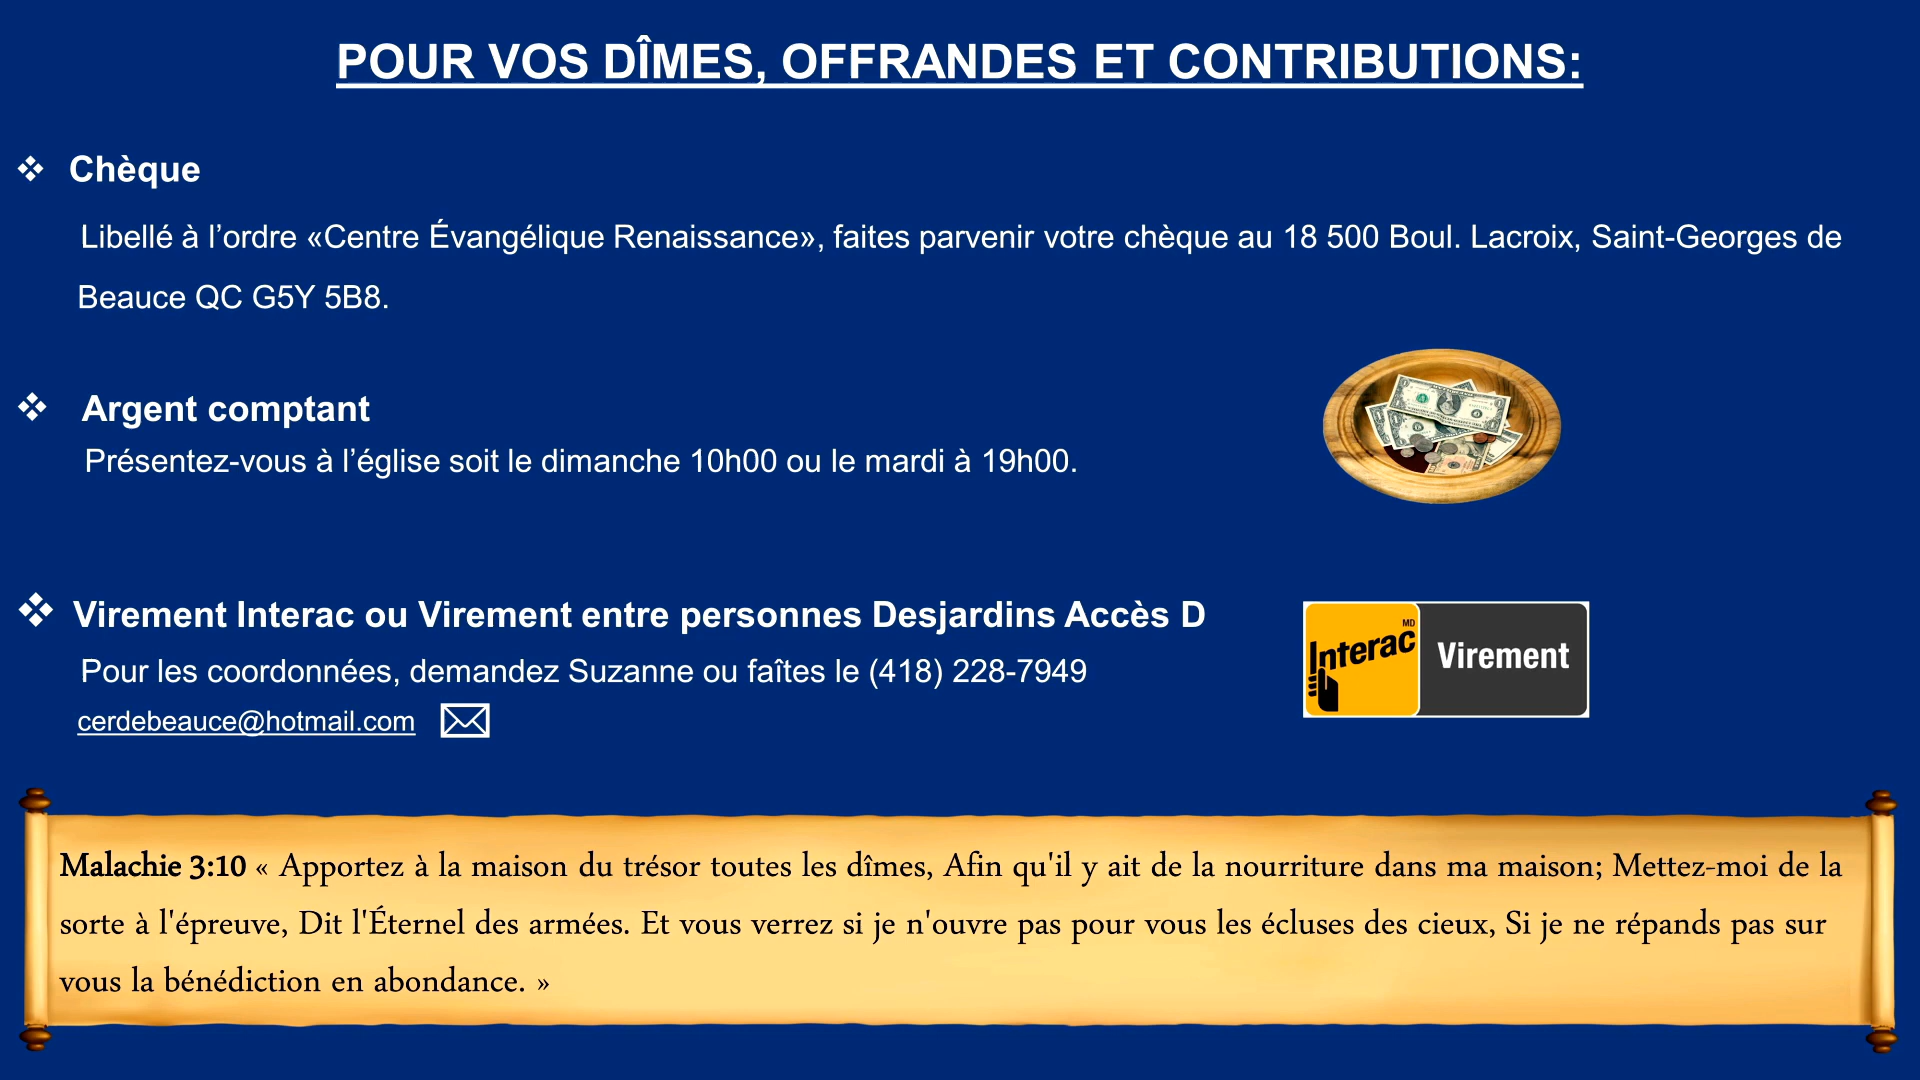 POUR VOS DÎMES, OFFRANDES ET CONTRIBUTIONS:
❖ Chèque
Libellé à l’ordre «Centre Évangélique Renaissance», faites parvenir votre chèque au 18 500 Boul. Lacroix, Saint-Georges de
Beauce QC G5Y 5B8.
❖ Argent comptant
Présentez-vous à l’église soit le dimanche 10h00 ou le mardi à 19h00.
❖ Virement Interac ou Virement entre personnes Desjardins Accès D
Pour les coordonnées, demandez Suzanne ou faîtes le (418) 228-7949
cerdebeauce@hotmail.com
Interac MD Virement
Malachie 3:10 « Apportez à la maison du trésor toutes les dîmes, Afin qu'il y ait de la nourriture dans ma maison; Mettez-moi de la
sorte à l'épreuve, Dit l'Éternel des armées. Et vous verrez si je n'ouvre pas pour vous les écluses des cieux, Si je ne répands pas sur
vous la bénédiction en abondance. »